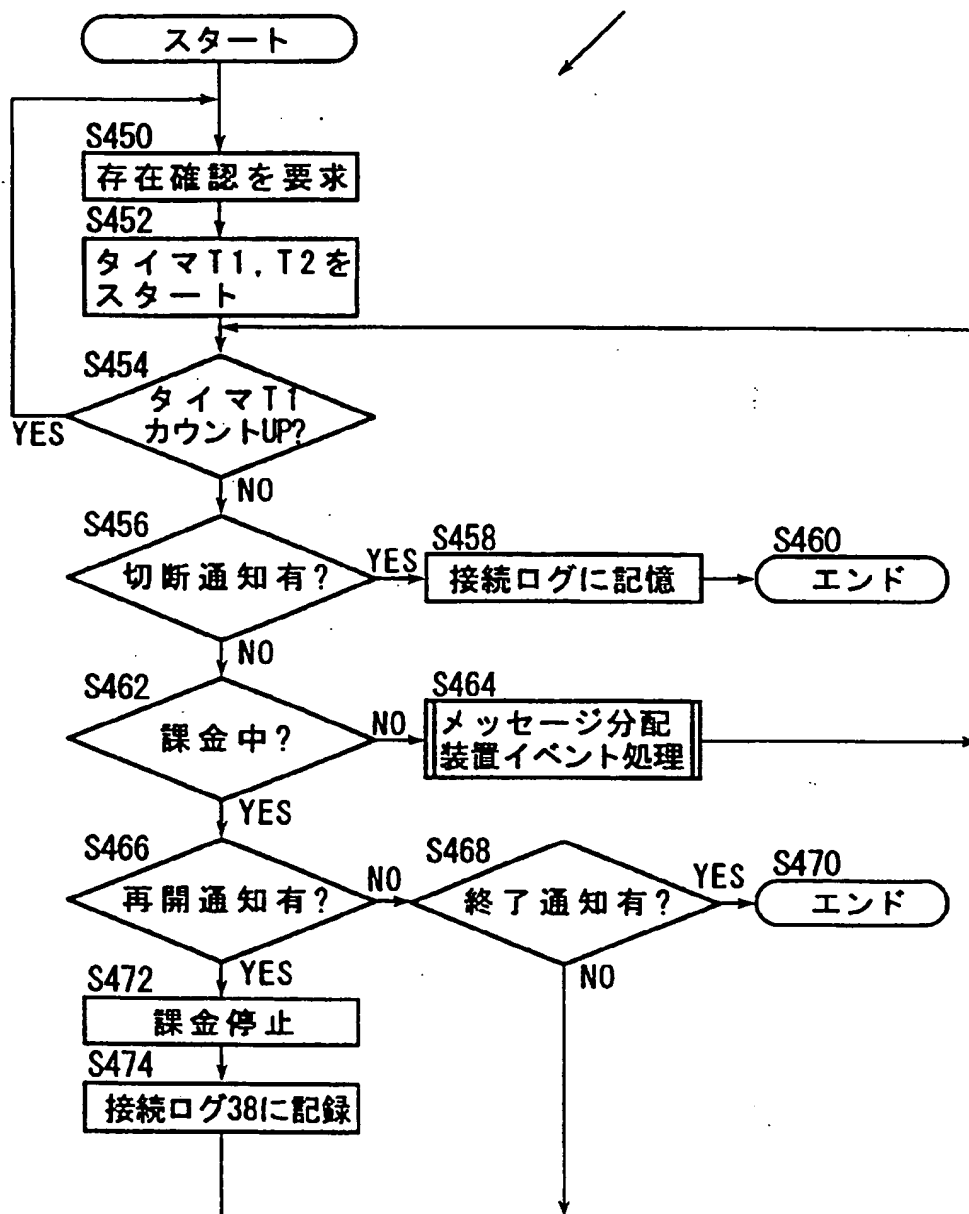 スタート
S450
存在確認を要求
S452
タイマT1, T2を
スタート
S454
タイマT1
カウントUP?
YES
NO
S456
切断通知有?
YES
S458
接続ログに記憶
S460
エンド
NO
S462
課金中?
NO
S464
メッセージ分配
装置イベント処理
YES
S466
再開通知有?
NO
S468
終了通知有?
YES
S470
エンド
YES
NO
S472
課金停止
S474
接続ログ38に記録